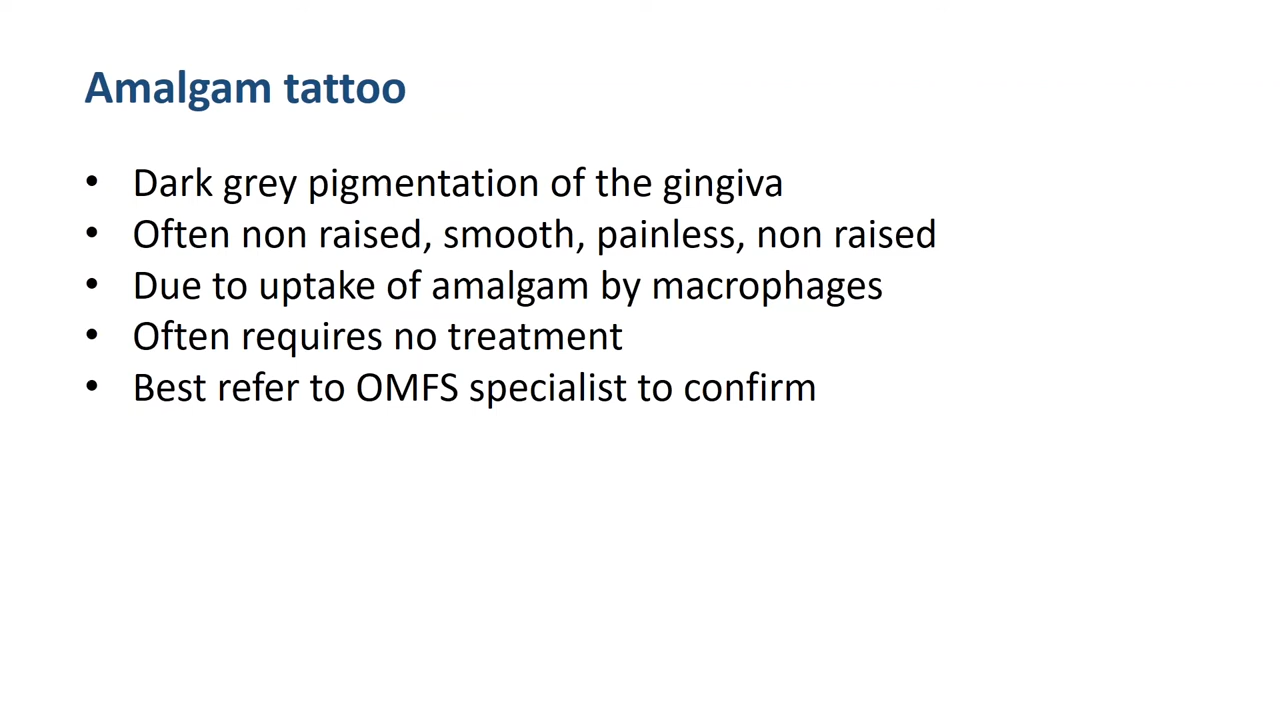 Amalgam tattoo
• Dark grey pigmentation of the gingiva
• Often non raised, smooth, painless, non raised
• Due to uptake of amalgam by macrophages
• Often requires no treatment
• Best refer to OMFS specialist to confirm